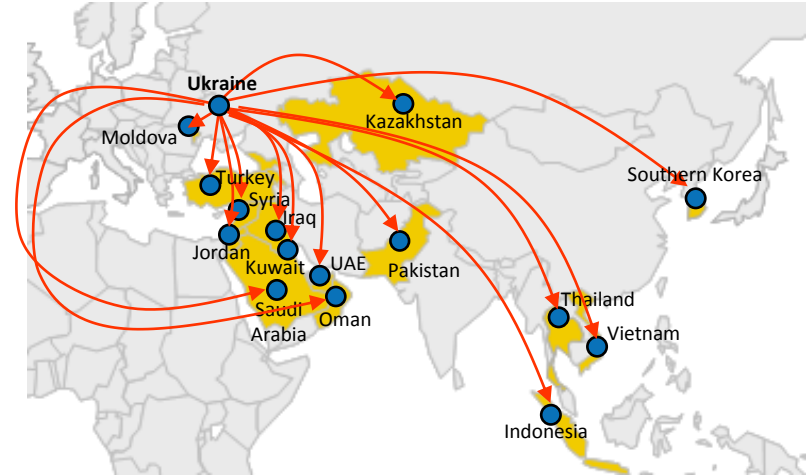 Ukraine
Kazakhstan
Moldova
Southern Korea
Turkey
Syria
Iraq
Jordan
Kuwait
UAE
Pakistan
Saudi
Arabia
Oman
Thailand
Vietnam
Indonesia